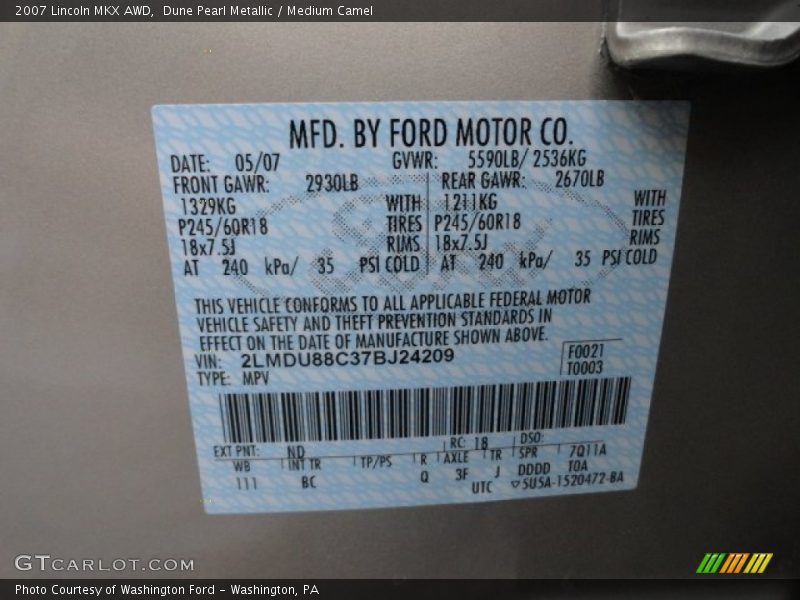 2007 Lincoln MKX AWD,  Dune Pearl Metallic / Medium Camel
MFD. BY FORD MOTOR CO.
DATE: 05/07 GVWR: 5590LB/ 2536KG
FRONT GAWR: 2930LB REAR GAWR: 2670LB
1329KG WITH 1211KG WITH
P245/60R18 TIRES P245/60R18 TIRES
18x7.5J RIMS 18x7.5J RIMS
AT 240 kPa/ 35 PSI COLD AT 240 kPa/ 35 PSI COLD
THIS VEHICLE CONFORMS TO ALL APPLICABLE FEDERAL MOTOR
VEHICLE SAFETY AND THEFT PREVENTION STANDARDS IN
EFFECT ON THE DATE OF MANUFACTURE SHOWN ABOVE.
VIN: 2LMDU88C37BJ24209 F0021
TYPE: MPV T0003
EXT PNT: ND RC: 18 DSO:
WB INT TR TP/PS R AXLE TR SPR 7Q11A
111 BC Q 3F J DDDD T0A
UTC ▽5U5A-1520472-BA
GTCARLOT.COM
Photo Courtesy of Washington Ford - Washington, PA